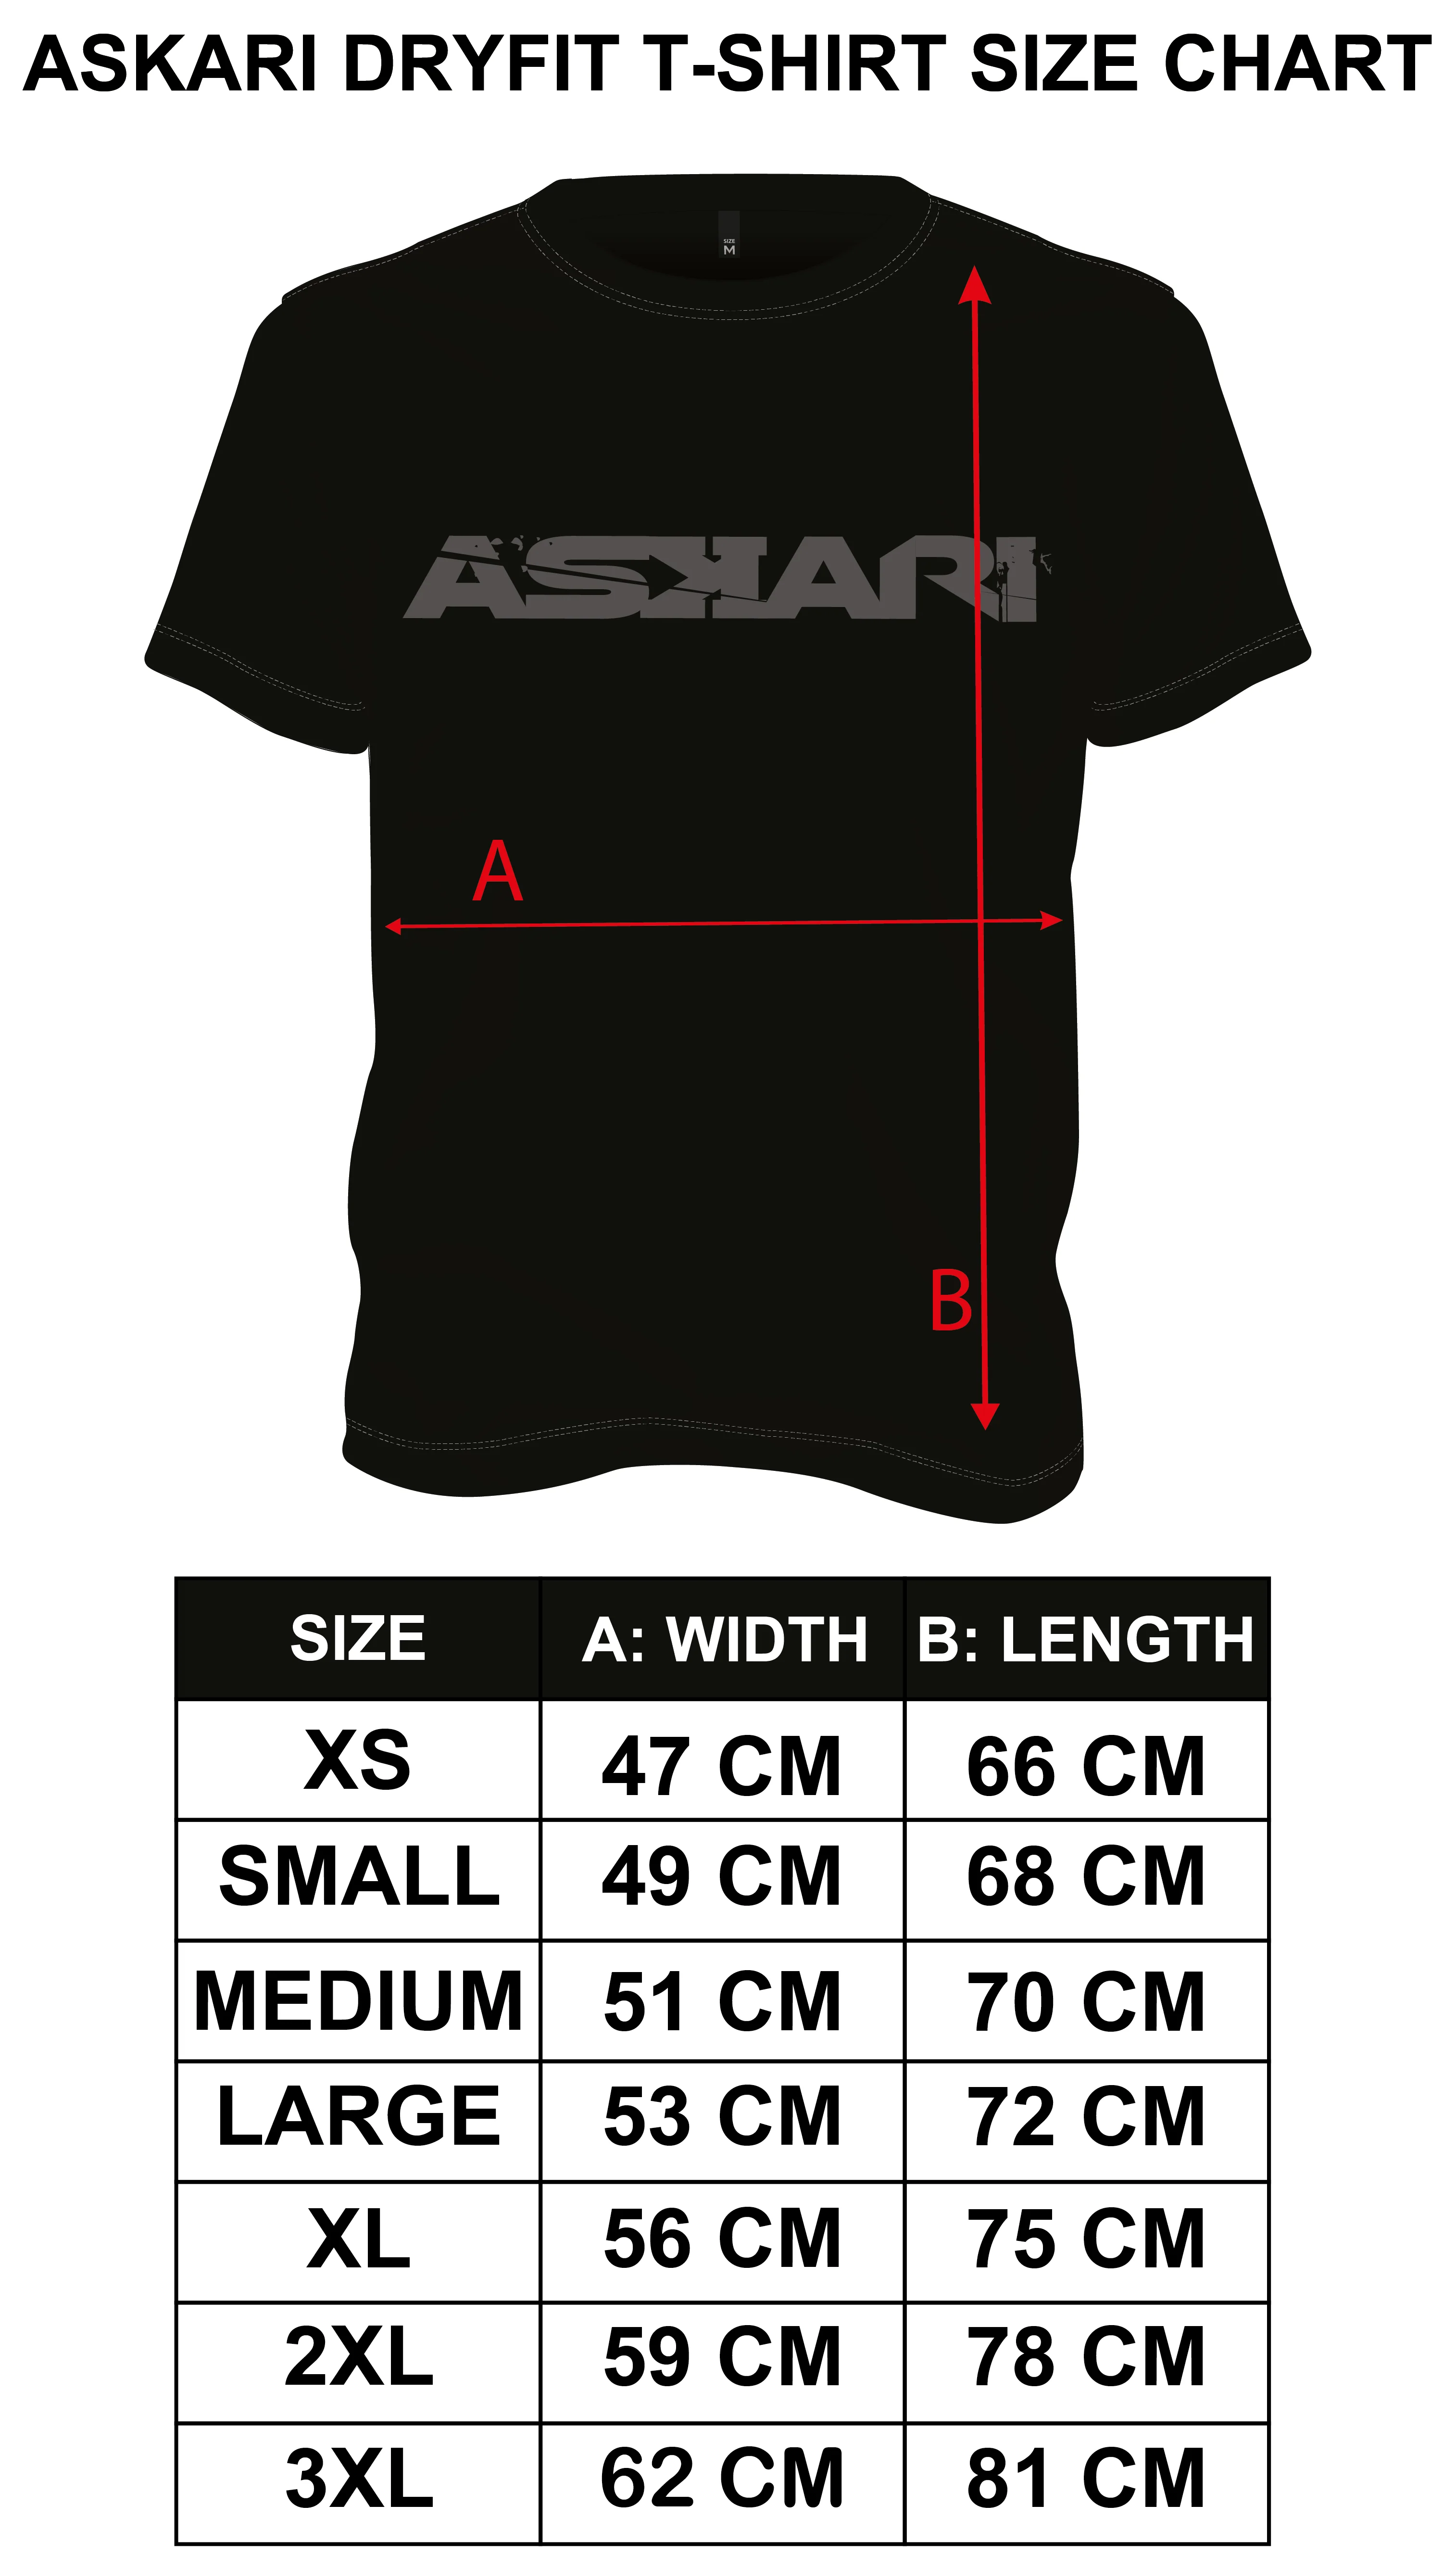 ASKARI DRYFIT T-SHIRT SIZE CHART
SIZE
M
ASKARI
A
B
SIZE A: WIDTH B: LENGTH
XS 47 CM 66 CM
SMALL 49 CM 68 CM
MEDIUM 51 CM 70 CM
LARGE 53 CM 72 CM
XL 56 CM 75 CM
2XL 59 CM 78 CM
3XL 62 CM 81 CM